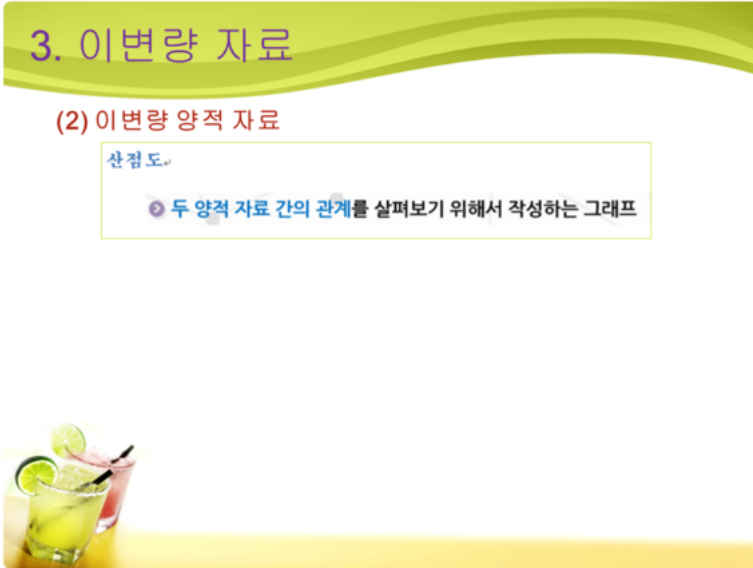 3. 이변량 자료
(2) 이변량 양적 자료
산점도
두 양적 자료 간의 관계를 살펴보기 위해서 작성하는 그래프